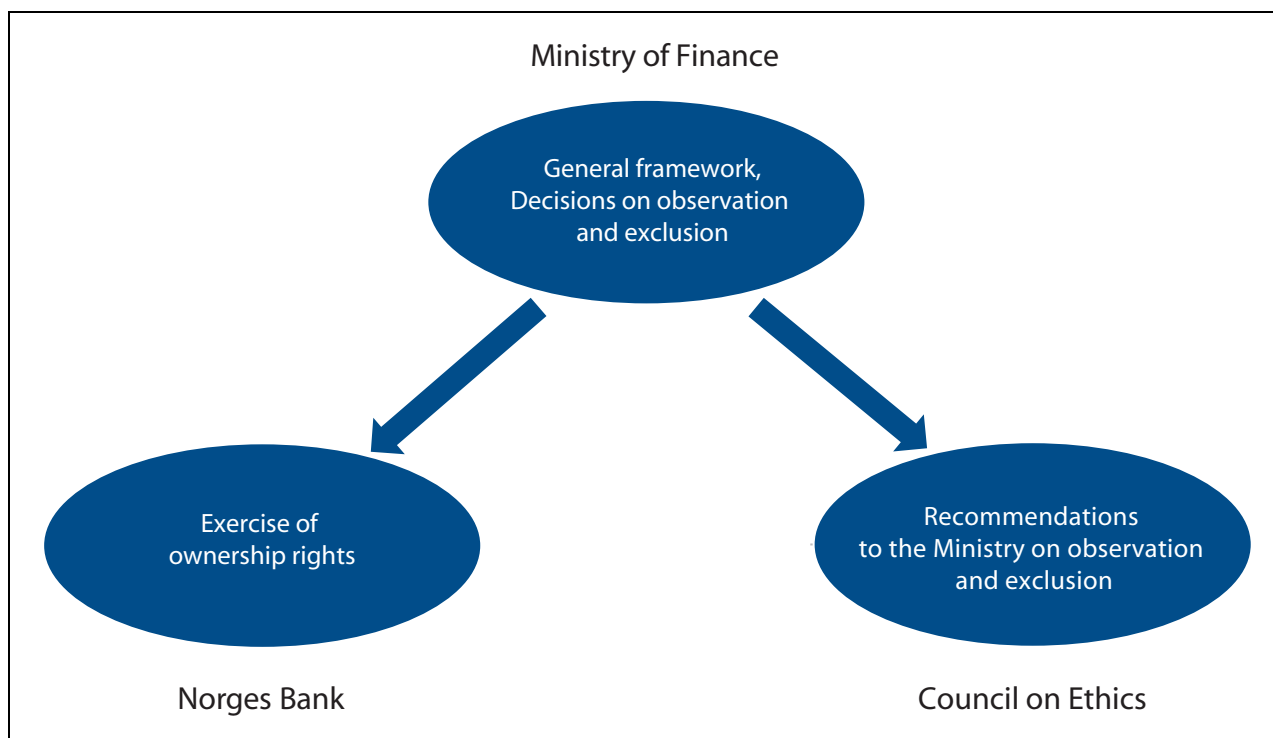 Ministry of Finance
General framework,
Decisions on observation
and exclusion
Exercise of
ownership rights
Recommendations
to the Ministry on observation
and exclusion
Norges Bank
Council on Ethics